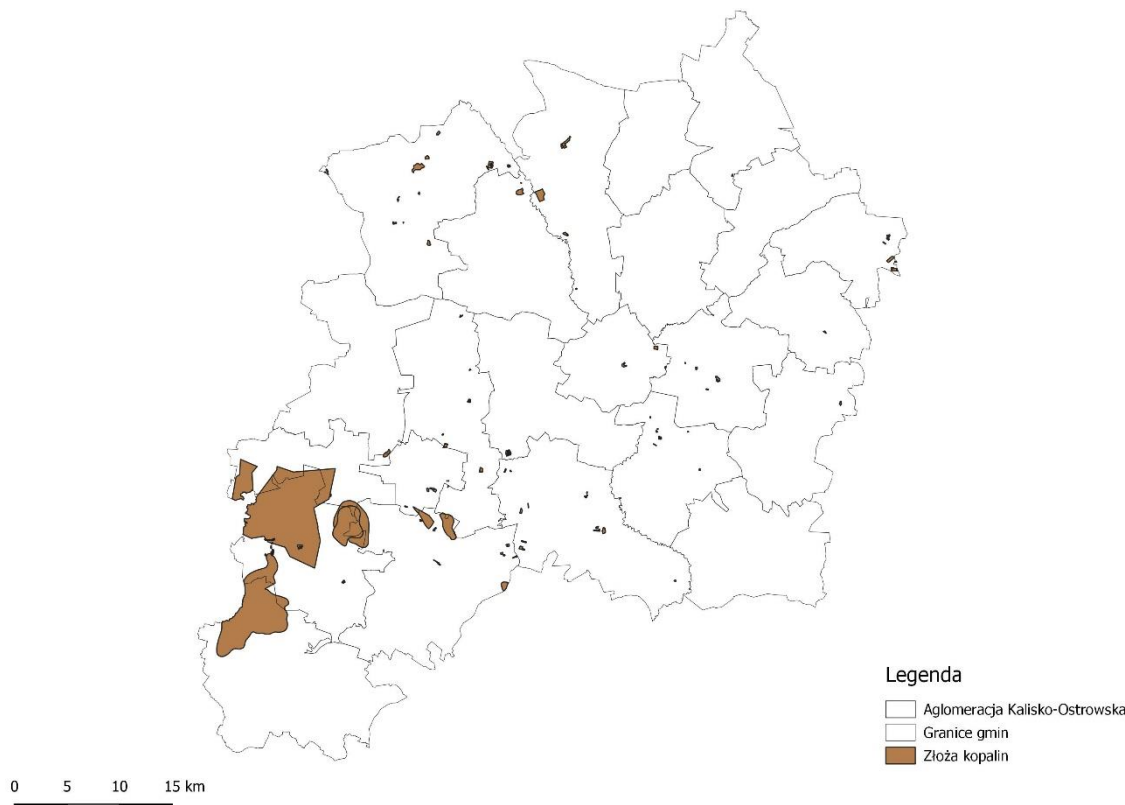 Legenda
Aglomeracja Kalisko-Ostrowska
Granice gmin
Złoża kopalin
0 5 10 15 km